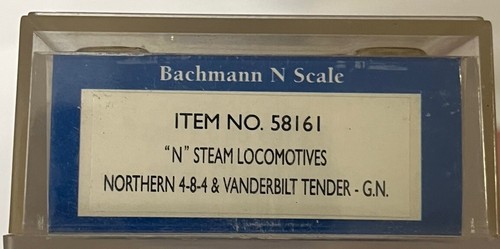 Bachmann N Scale
ITEM NO. 58161
"N" STEAM LOCOMOTIVES
NORTHERN 4-8-4 & VANDERBILT TENDER - G.N.